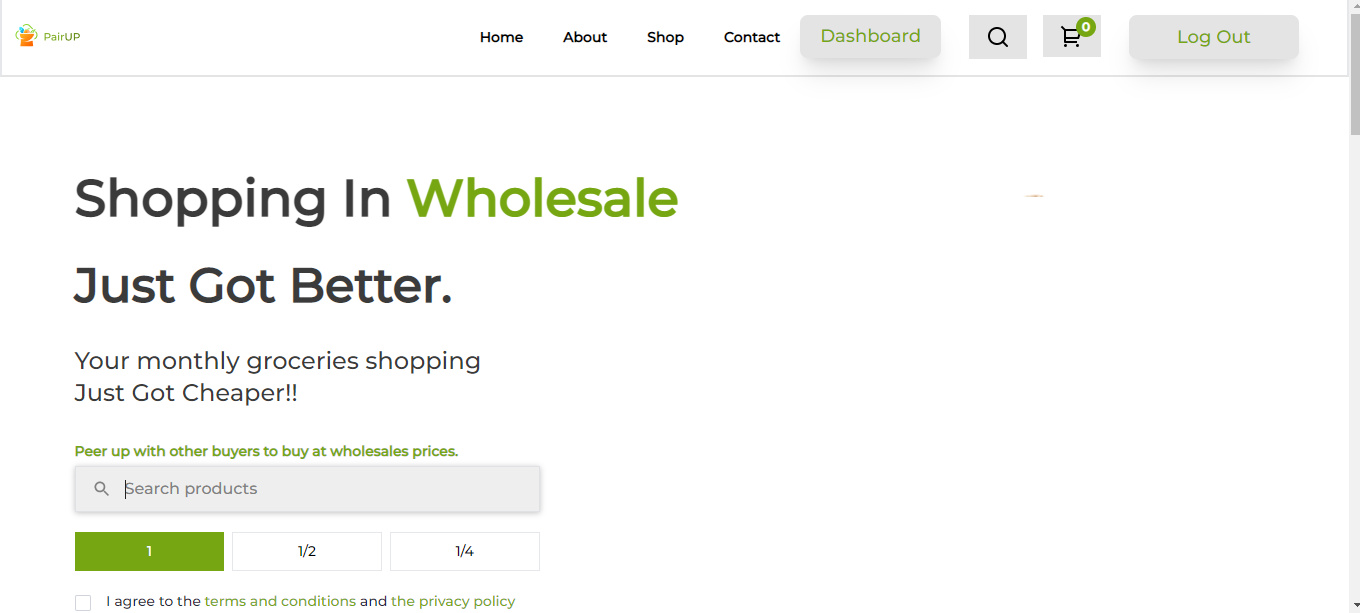 PairUP
Home About Shop Contact Dashboard 0 Log Out
Shopping In Wholesale
Just Got Better.
Your monthly groceries shopping
Just Got Cheaper!!
Peer up with other buyers to buy at wholesales prices.
Search products
1 1/2 1/4
I agree to the terms and conditions and the privacy policy